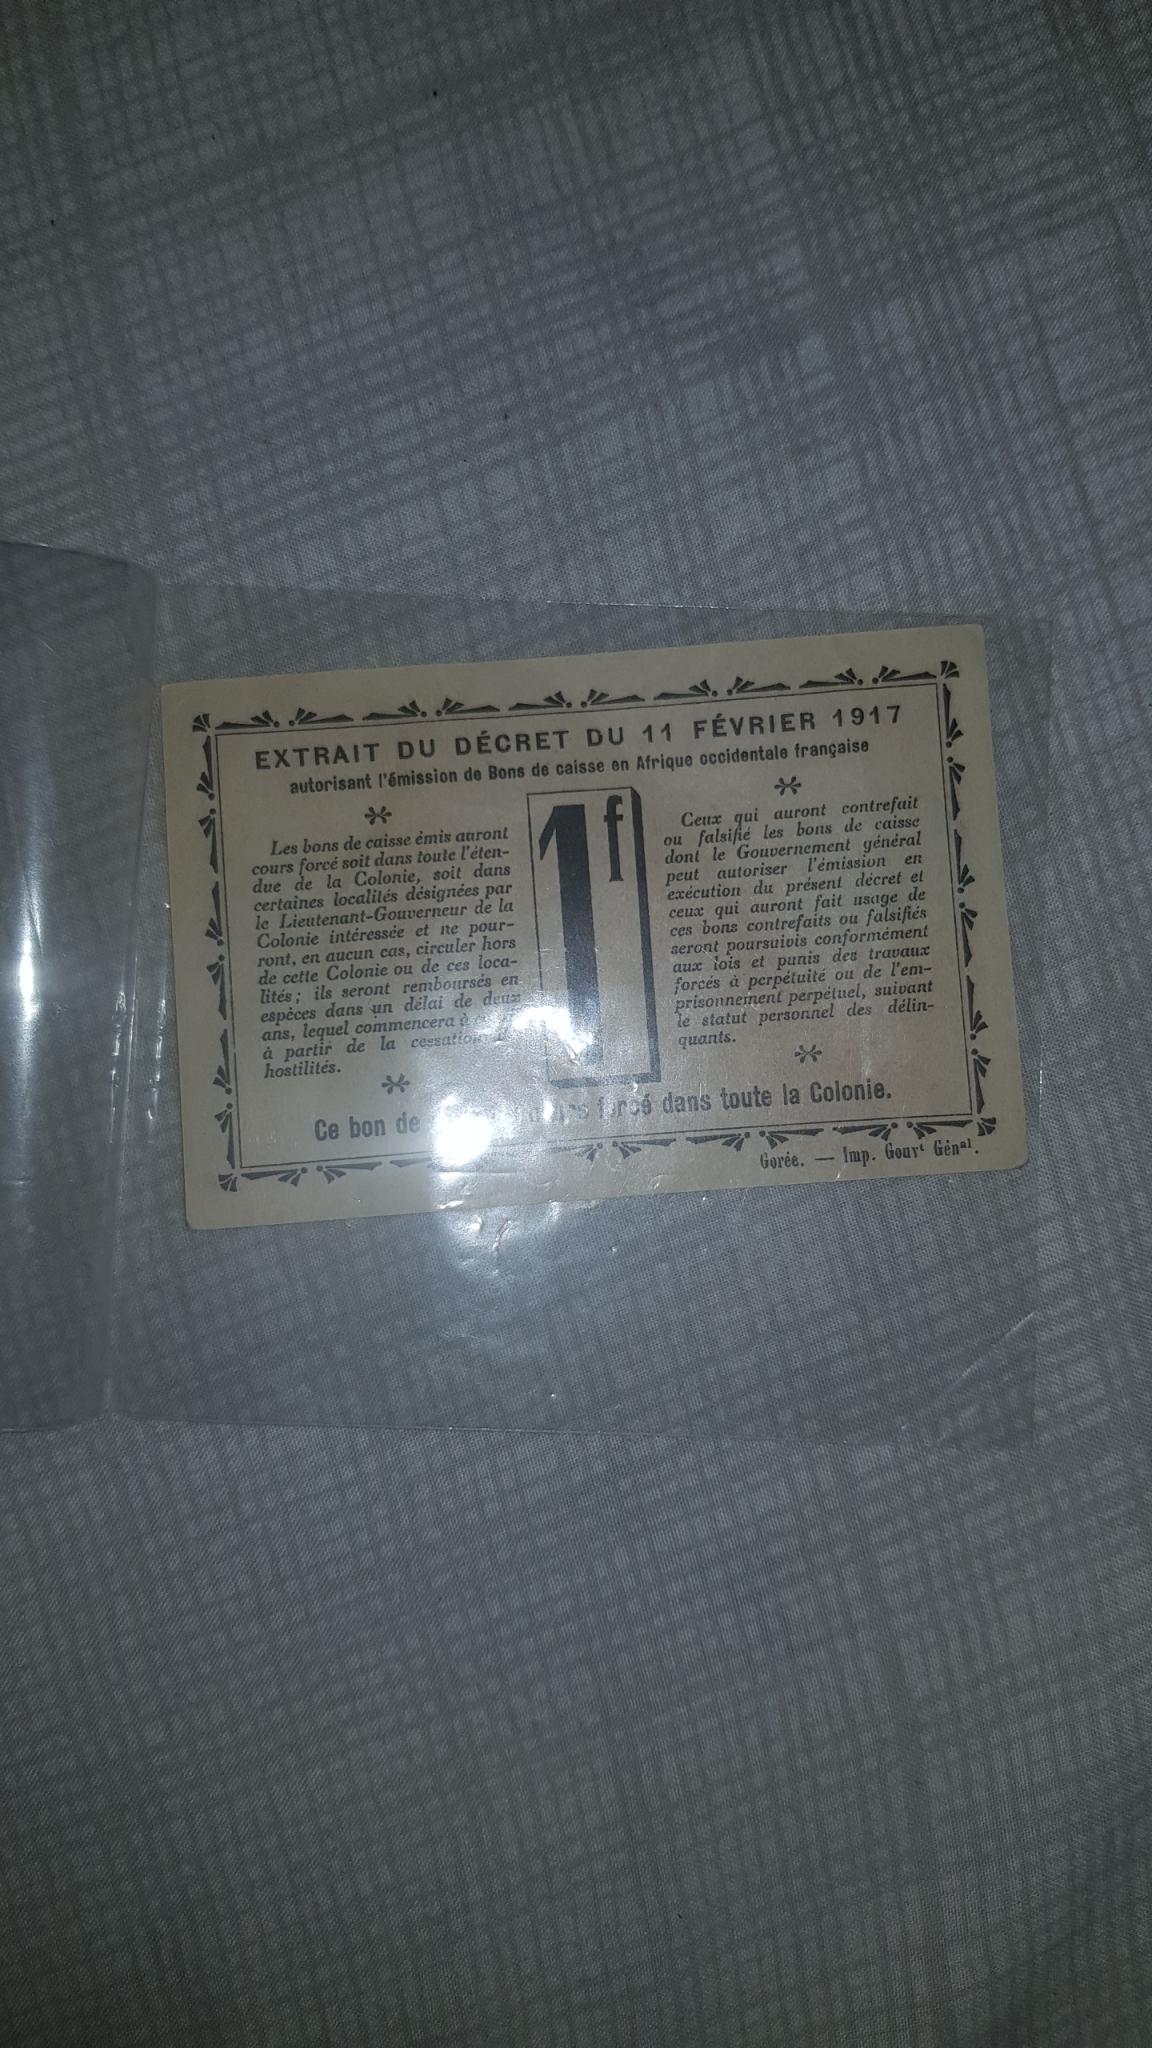 EXTRAIT DU DÉCRET DU 11 FÉVRIER 1917
autorisant l'émission de Bons de caisse en Afrique occidentale française
Les bons de caisse émis auront
cours forcé soit dans toute l'éten-
due de la Colonie, soit dans
certaines localités désignées par
le Lieutenant-Gouverneur de la
Colonie intéressée et ne pour-
ront, en aucun cas, circuler hors
de cette Colonie ou de ces loca-
lités; ils seront remboursés en
espèces dans un délai de deux
ans, lequel commencera à
à partir de la cessation
hostilités.
1f
Ceux qui auront contrefait
ou falsifié les bons de caisse
dont le Gouvernement général
peut autoriser l'émission en
exécution du présent décret et
ceux qui auront fait usage de
ces bons contrefaits ou falsifiés
seront poursuivis conformément
aux lois et punis des travaux
forcés à perpétuité ou de l'em-
prisonnement perpétuel, suivant
le statut personnel des délin-
quants.
Ce bon de forcé dans toute la Colonie.
Gorée. — Imp. Gouvt Génal.